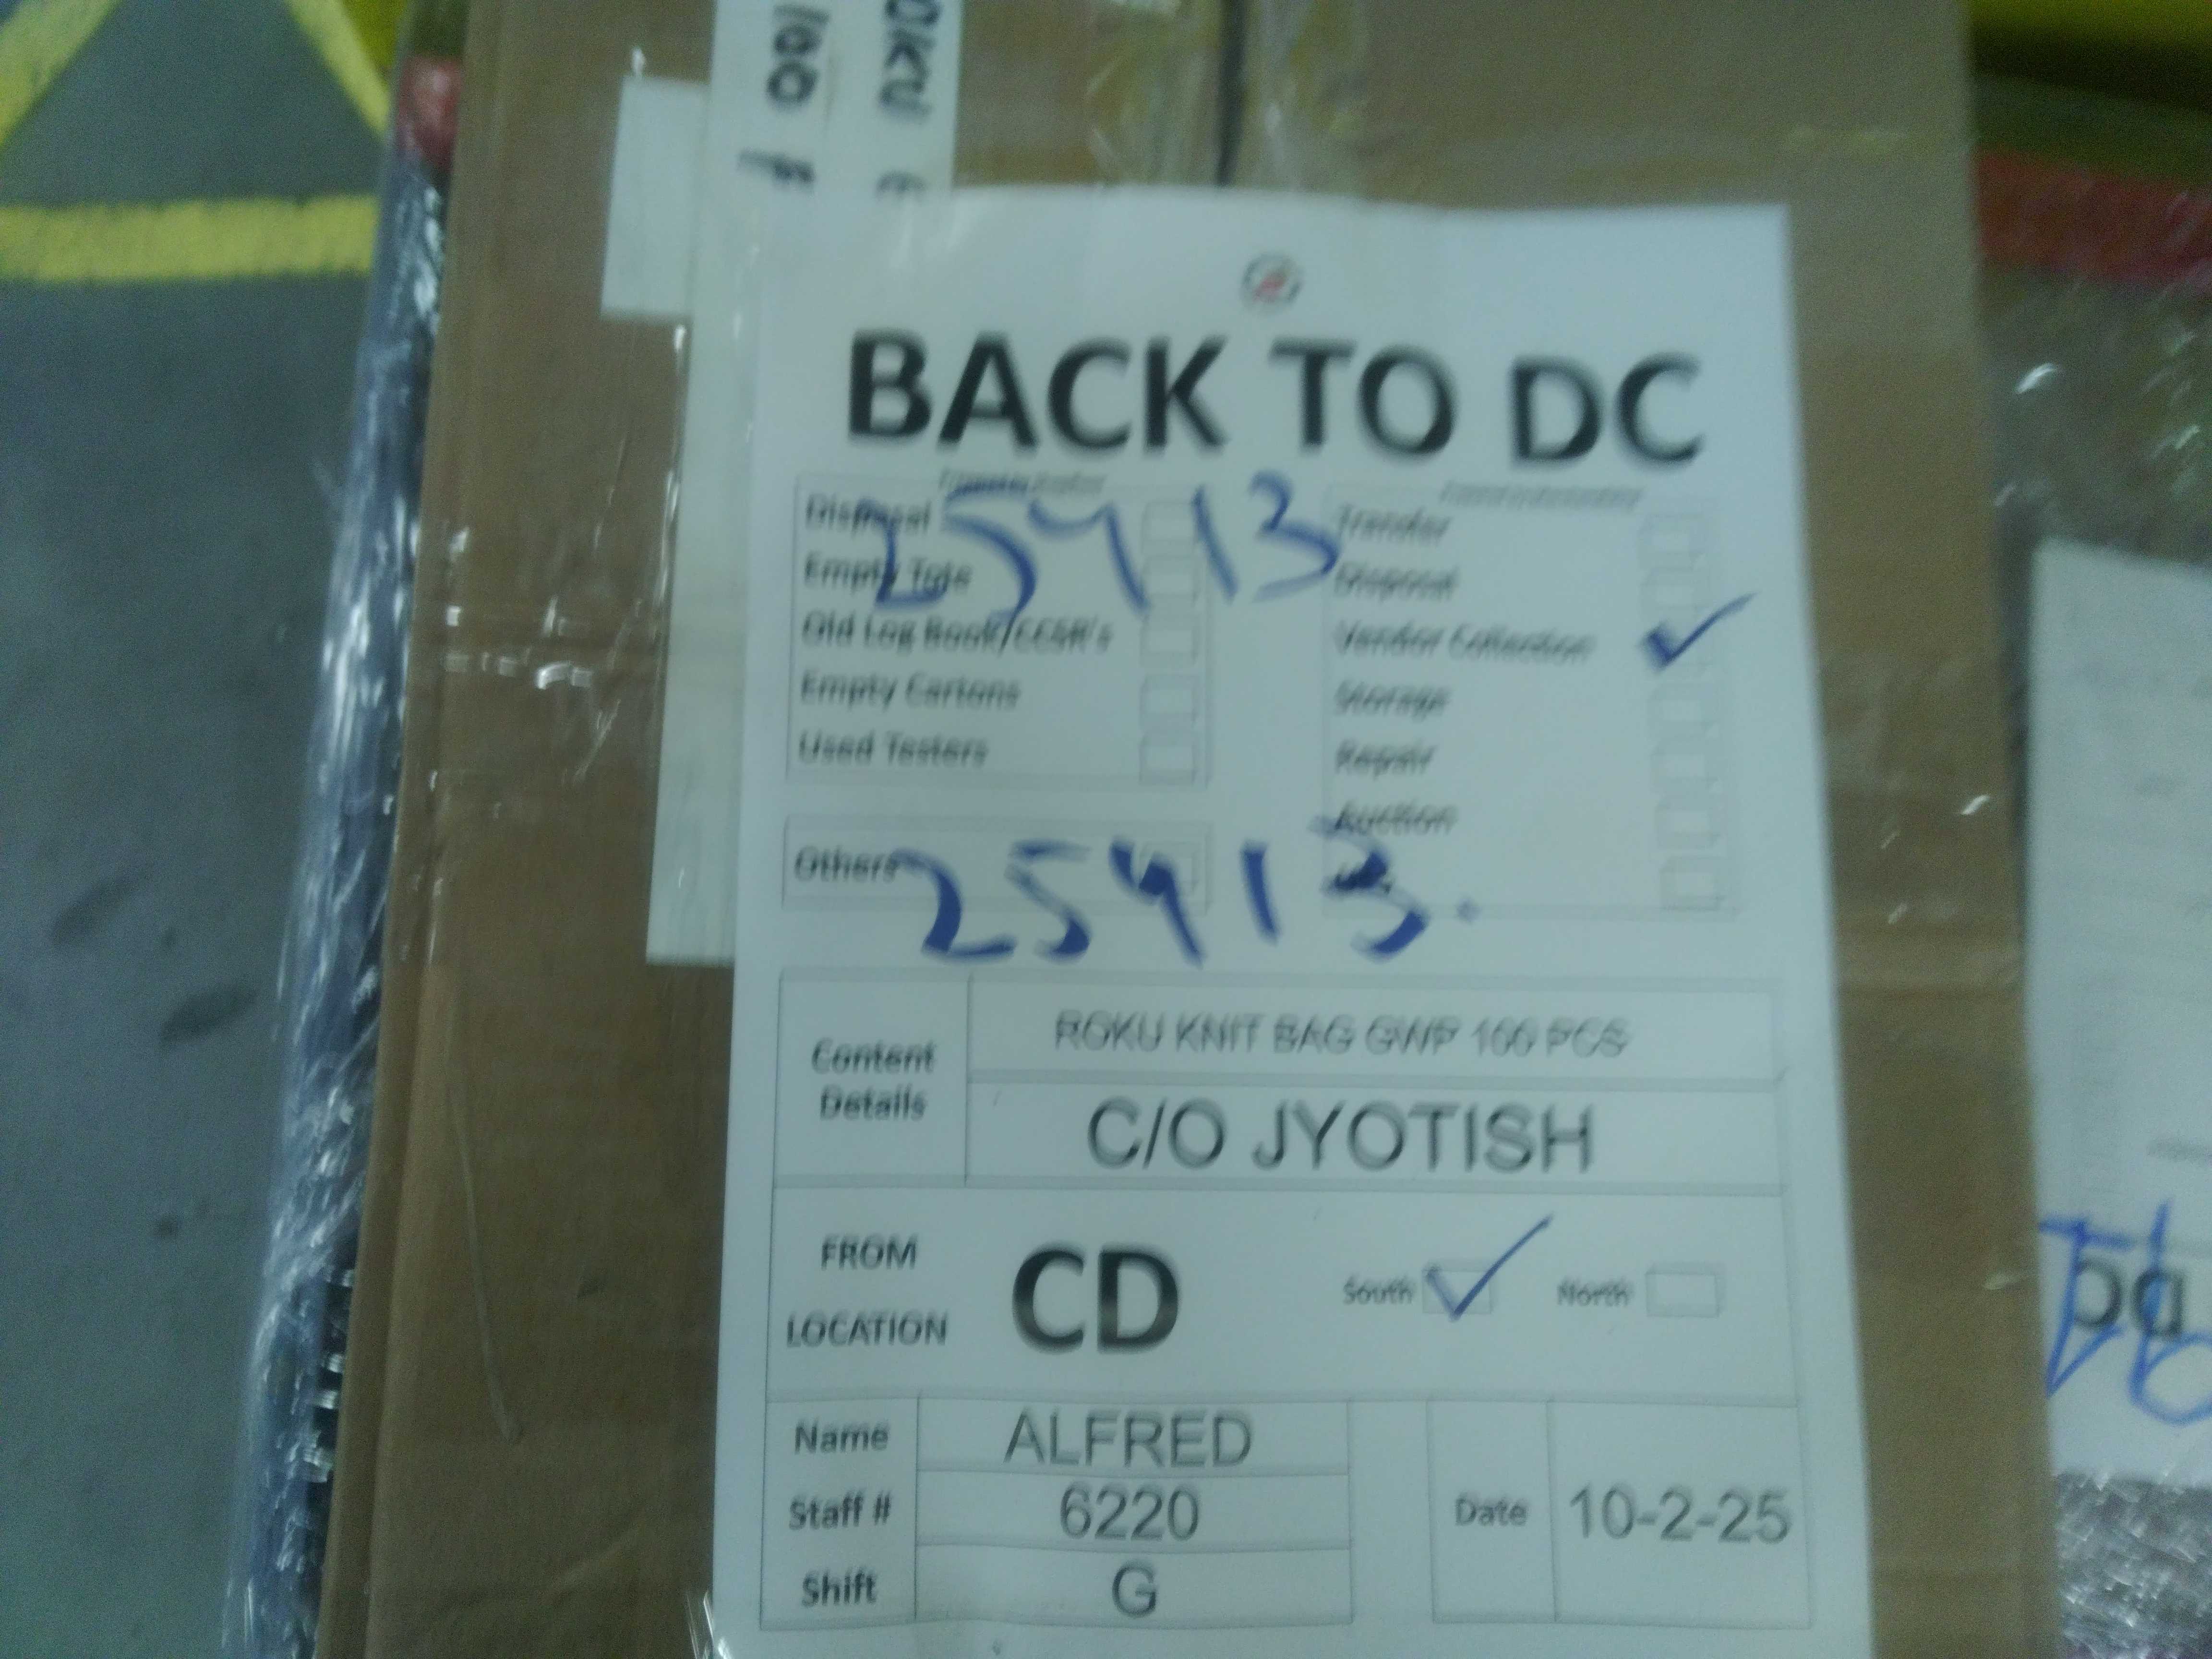 100
BACK TO DC
25913
Disposal
Empty Tote
Old Log Book/CCSR's
Empty Cartons
Used Testers
Transfer
Disposal
Vendor Collection
Storage
Repair
Auction
Others
25913.
Content Details
ROKU KNIT BAG GWP 100 PCS
C/O JYOTISH
FROM LOCATION
CD
South
North
Name ALFRED
Staff # 6220
Shift G
Date 10-2-25